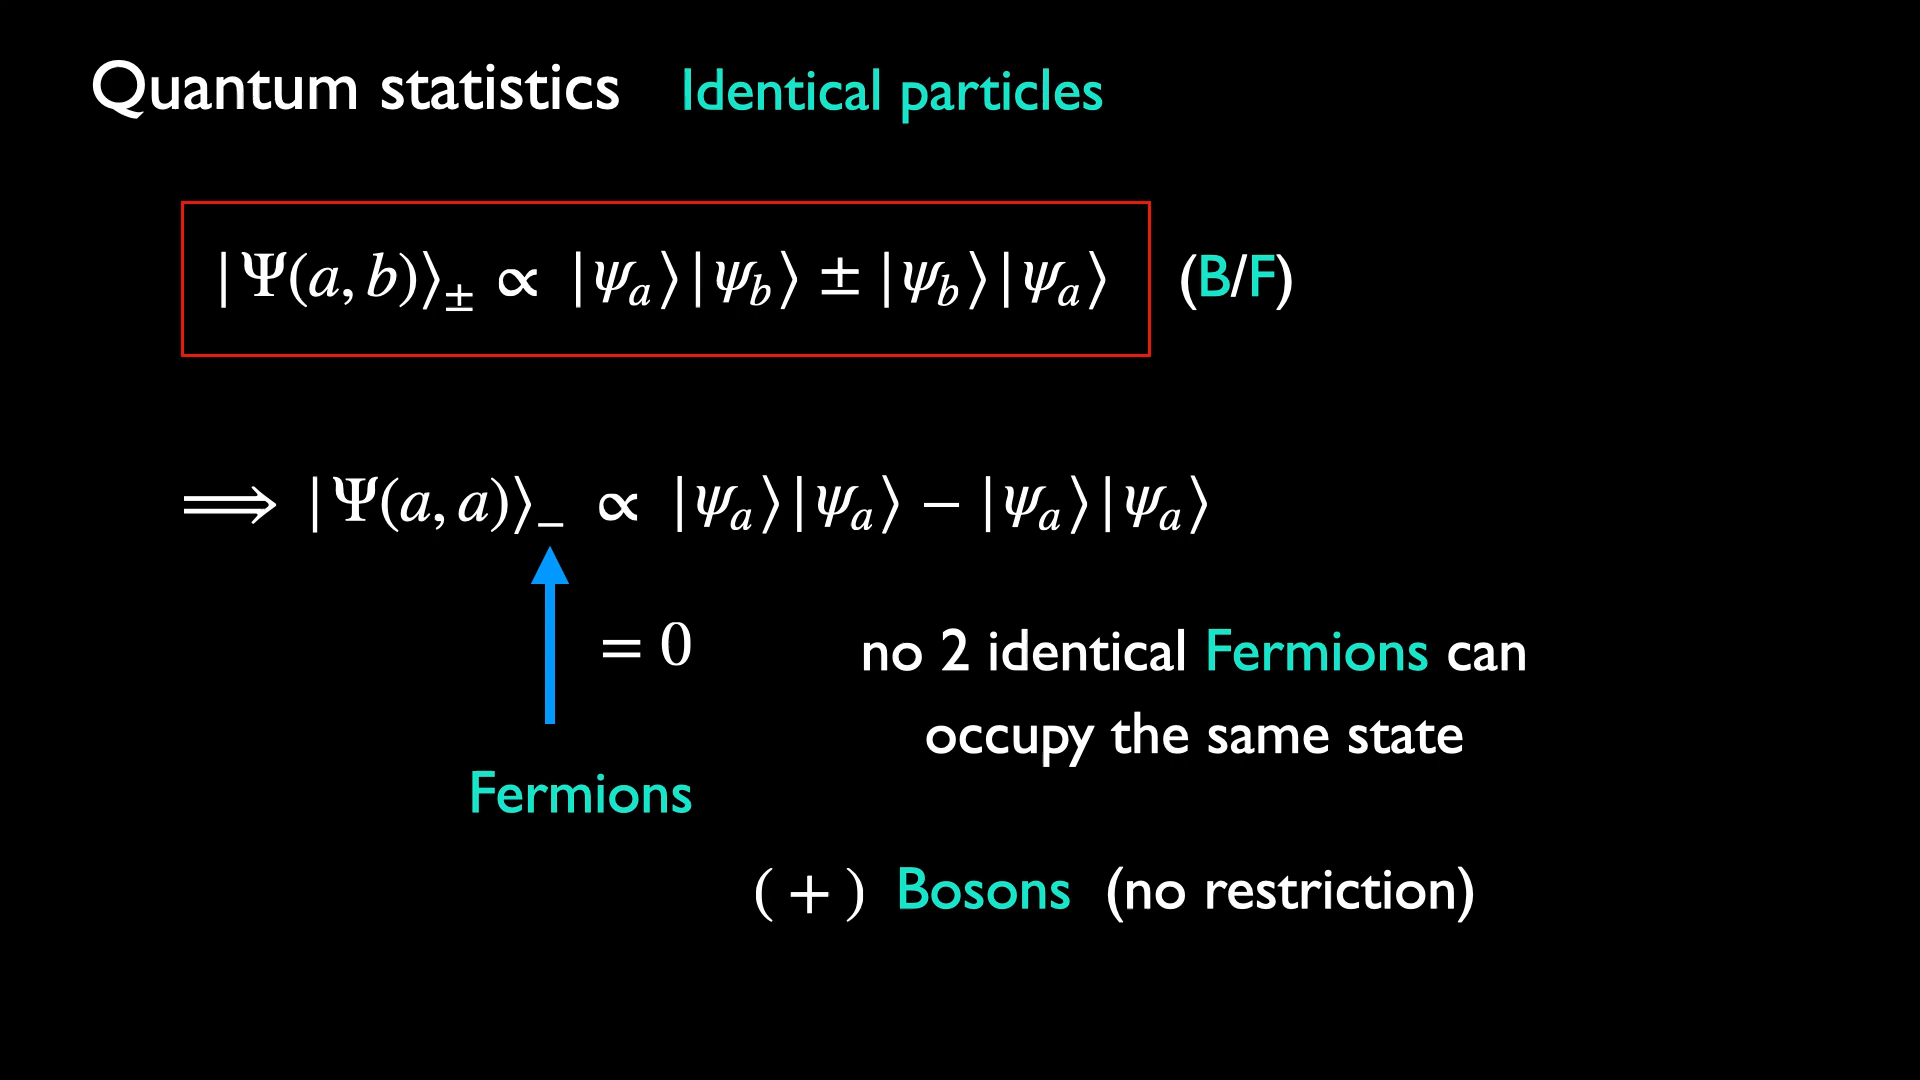 Quantum statistics Identical particles
|Ψ(a, b)⟩± ∝ |ψa⟩|ψb⟩ ± |ψb⟩|ψa⟩ (B/F)
⟹ |Ψ(a, a)⟩− ∝ |ψa⟩|ψa⟩ − |ψa⟩|ψa⟩
= 0
no 2 identical Fermions can
occupy the same state
Fermions
( + ) Bosons (no restriction)